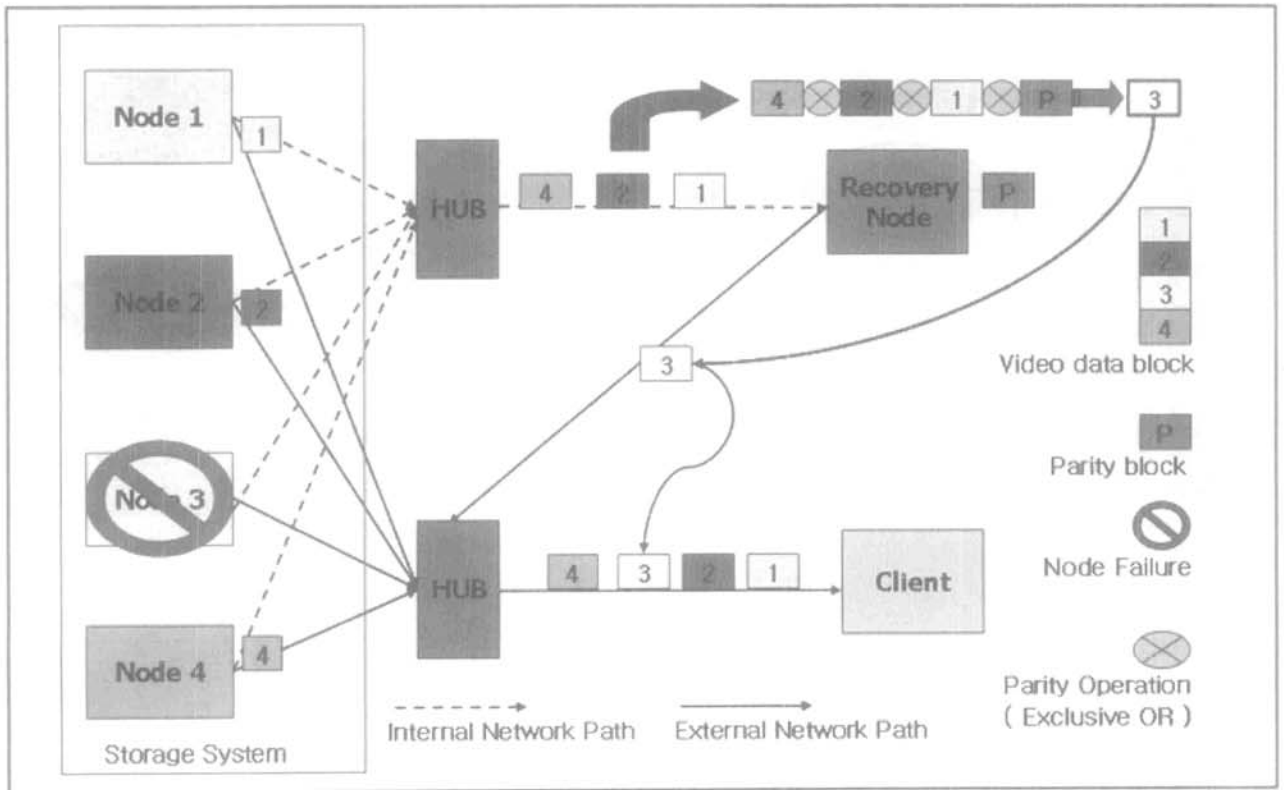 Node 1
1
Node 2
2
Node 3
Node 4
4
Storage System
HUB
4 2 1
4 2 1 P 3
Recovery
Node
P
3
HUB
4 3 2 1
Client
Internal Network Path
External Network Path
1
2
3
4
Video data block
P
Parity block
Node Failure
Parity Operation
( Exclusive OR )